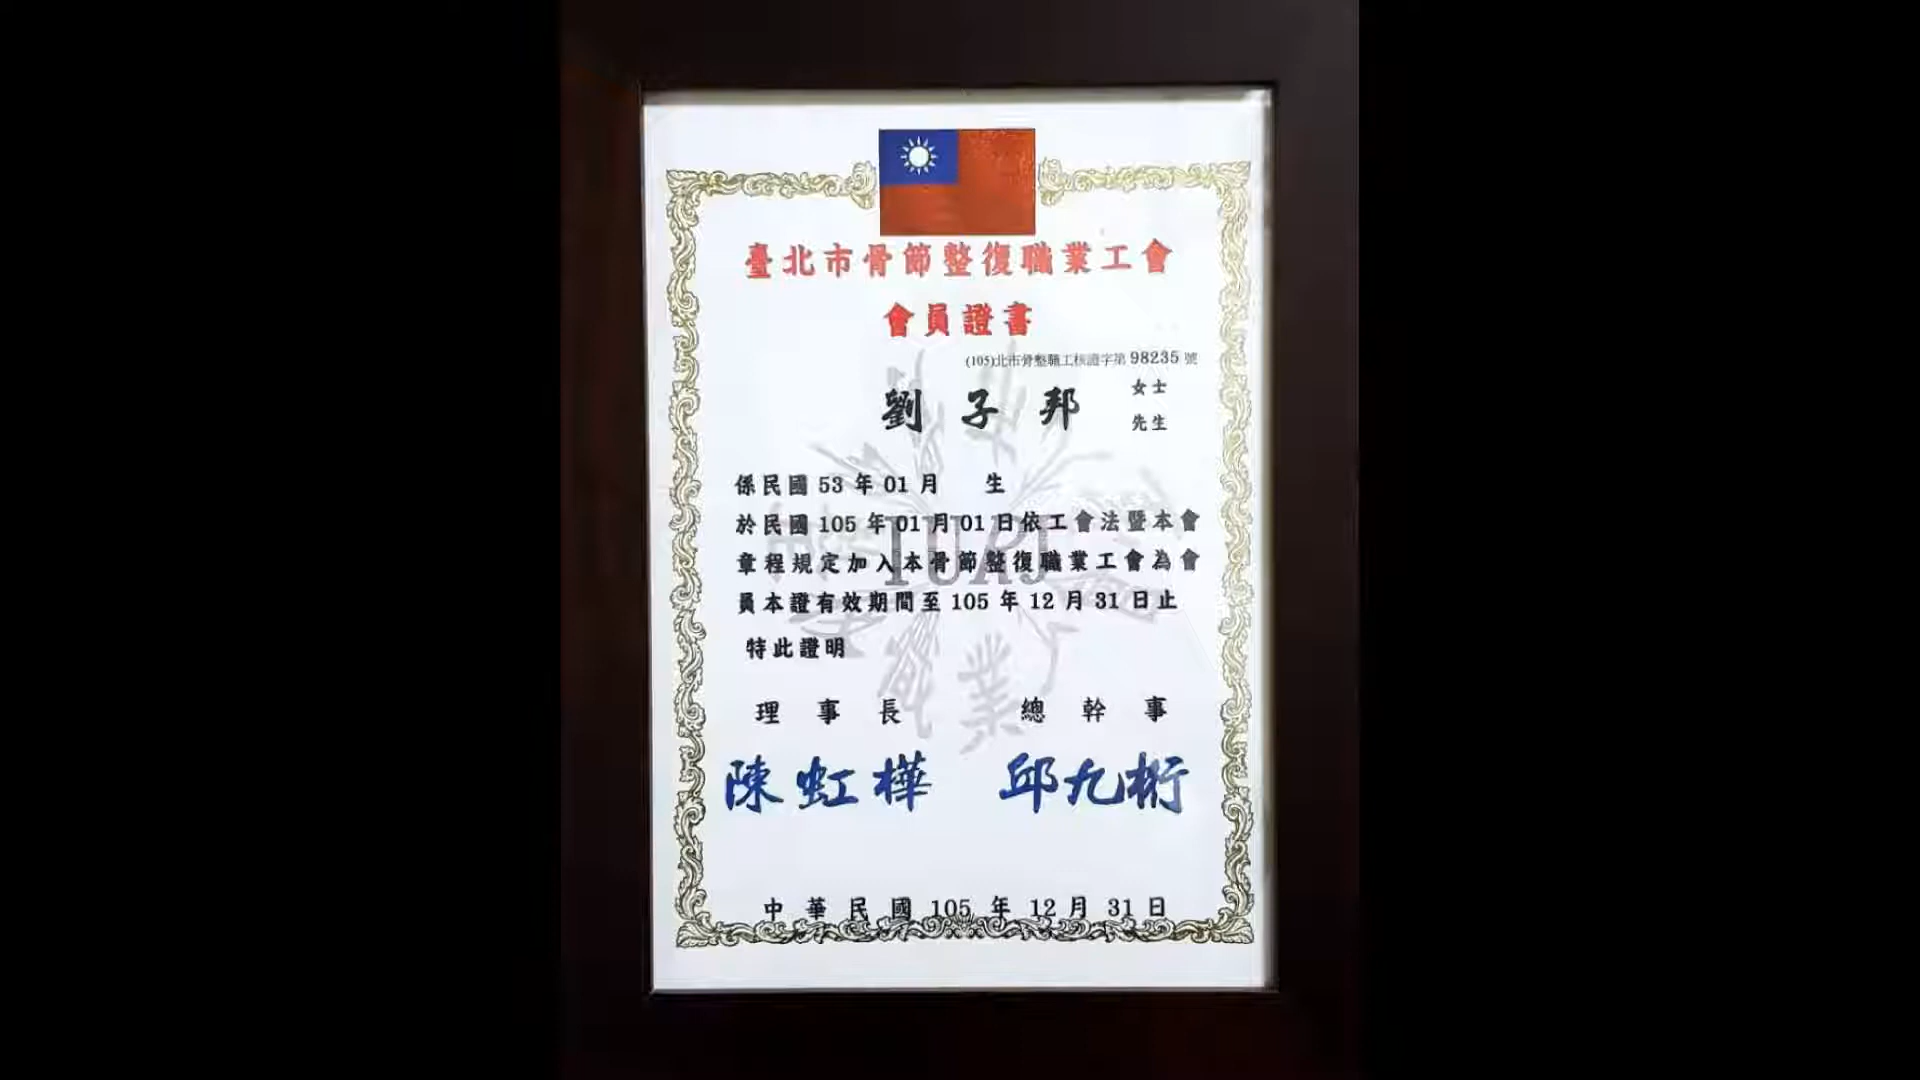 臺北市骨節整復職業工會
會員證書
(105)北市骨整職工核證字第 98235 號
劉子邦 女士 先生
係民國 53 年 01 月 生
於民國 105 年 01 月 01 日依工會法暨本會
章程規定加入本骨節整復職業工會為會
員本證有效期間至 105 年 12 月 31 日止
特此證明
理事長 總幹事
陳虹樺 邱九桁
中華民國 105 年 12 月 31 日